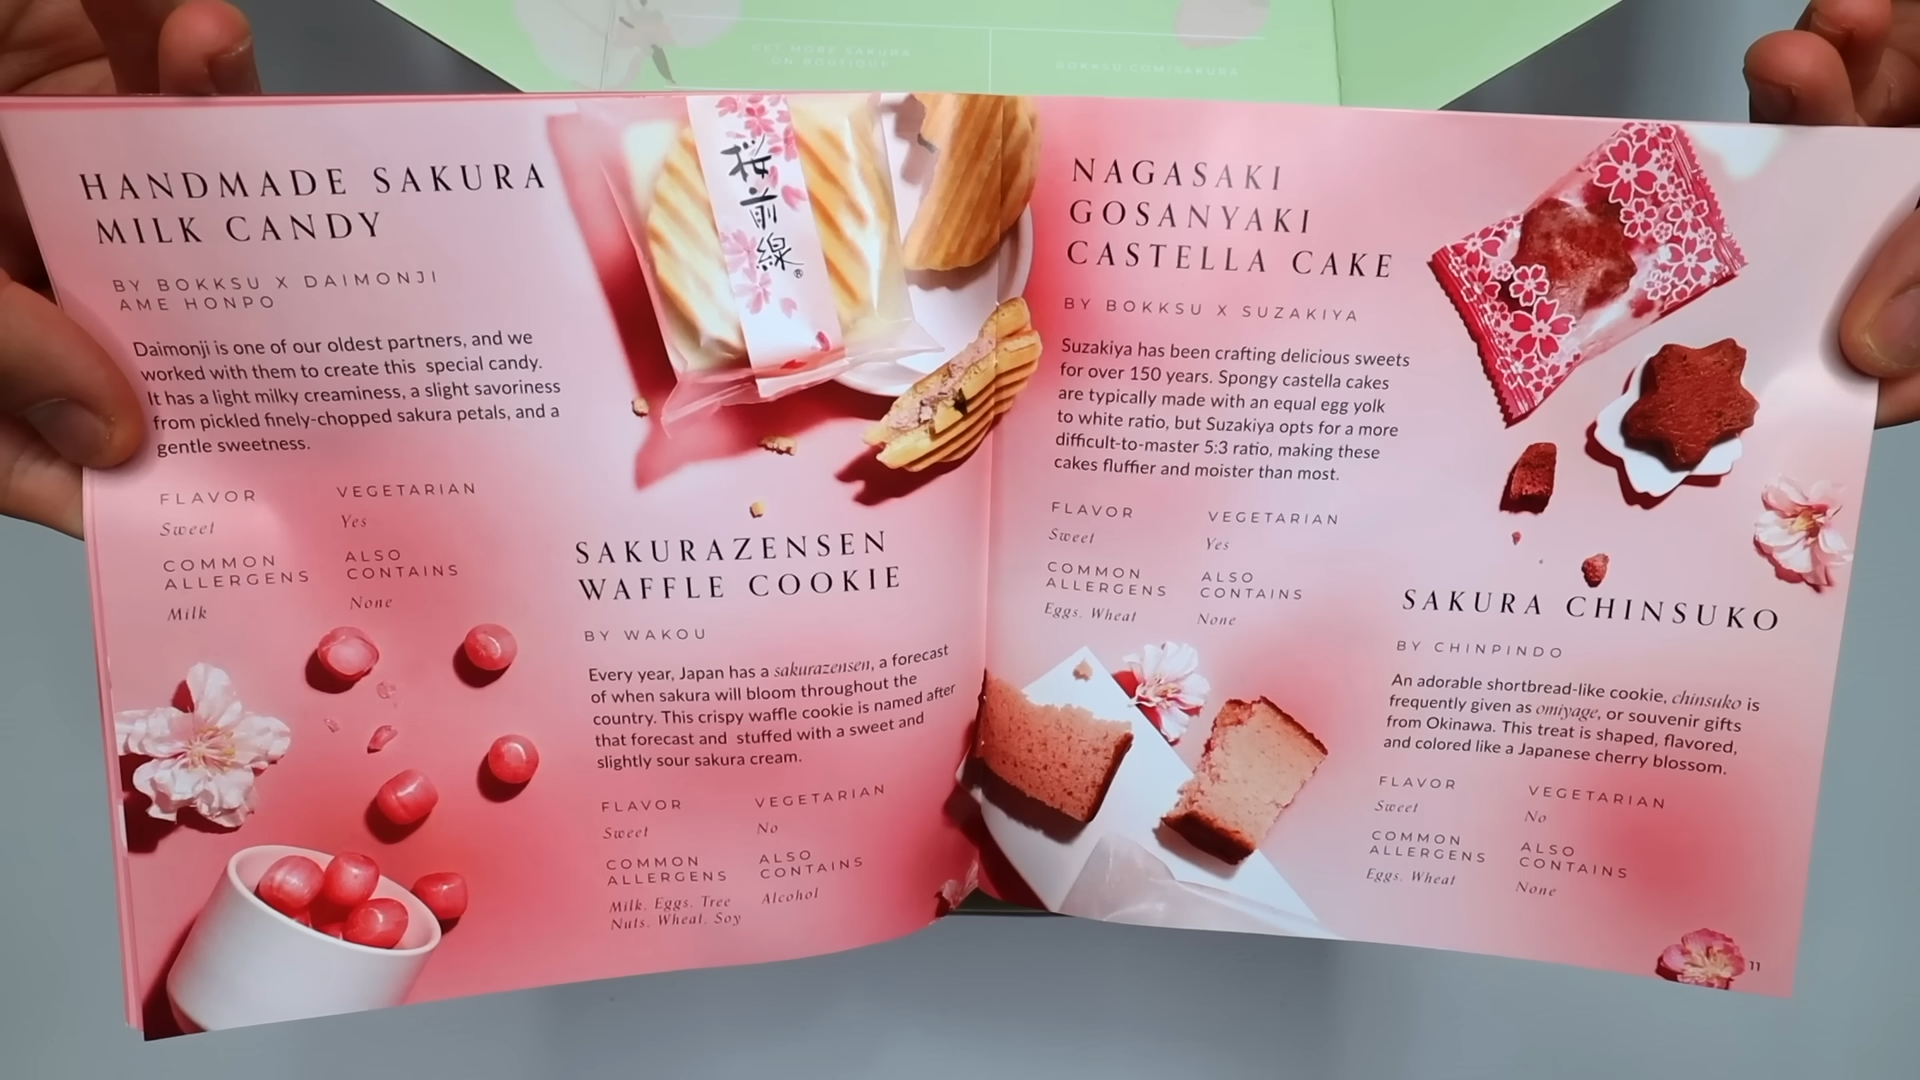 GET MORE SAKURA
ON BOUTIQUE
BOKKSU.COM/SAKURA
HANDMADE SAKURA
MILK CANDY
BY BOKKSU X DAIMONJI
AME HONPO
Daimonji is one of our oldest partners, and we
worked with them to create this special candy.
It has a light milky creaminess, a slight savoriness
from pickled finely-chopped sakura petals, and a
gentle sweetness.
FLAVOR
Sweet
VEGETARIAN
Yes
COMMON
ALLERGENS
Milk
ALSO
CONTAINS
None
桜前線®
SAKURAZENSEN
WAFFLE COOKIE
BY WAKOU
Every year, Japan has a sakurazensen, a forecast
of when sakura will bloom throughout the
country. This crispy waffle cookie is named after
that forecast and stuffed with a sweet and
slightly sour sakura cream.
FLAVOR
Sweet
VEGETARIAN
No
COMMON
ALLERGENS
Milk, Eggs, Tree
Nuts, Wheat, Soy
ALSO
CONTAINS
Alcohol
NAGASAKI
GOSANYAKI
CASTELLA CAKE
BY BOKKSU X SUZAKIYA
Suzakiya has been crafting delicious sweets
for over 150 years. Spongy castella cakes
are typically made with an equal egg yolk
to white ratio, but Suzakiya opts for a more
difficult-to-master 5:3 ratio, making these
cakes fluffier and moister than most.
FLAVOR
Sweet
VEGETARIAN
Yes
COMMON
ALLERGENS
Eggs, Wheat
ALSO
CONTAINS
None
SAKURA CHINSUKO
BY CHINPINDO
An adorable shortbread-like cookie, chinsuko is
frequently given as omiyage, or souvenir gifts
from Okinawa. This treat is shaped, flavored,
and colored like a Japanese cherry blossom.
FLAVOR
Sweet
VEGETARIAN
No
COMMON
ALLERGENS
Eggs, Wheat
ALSO
CONTAINS
None
11